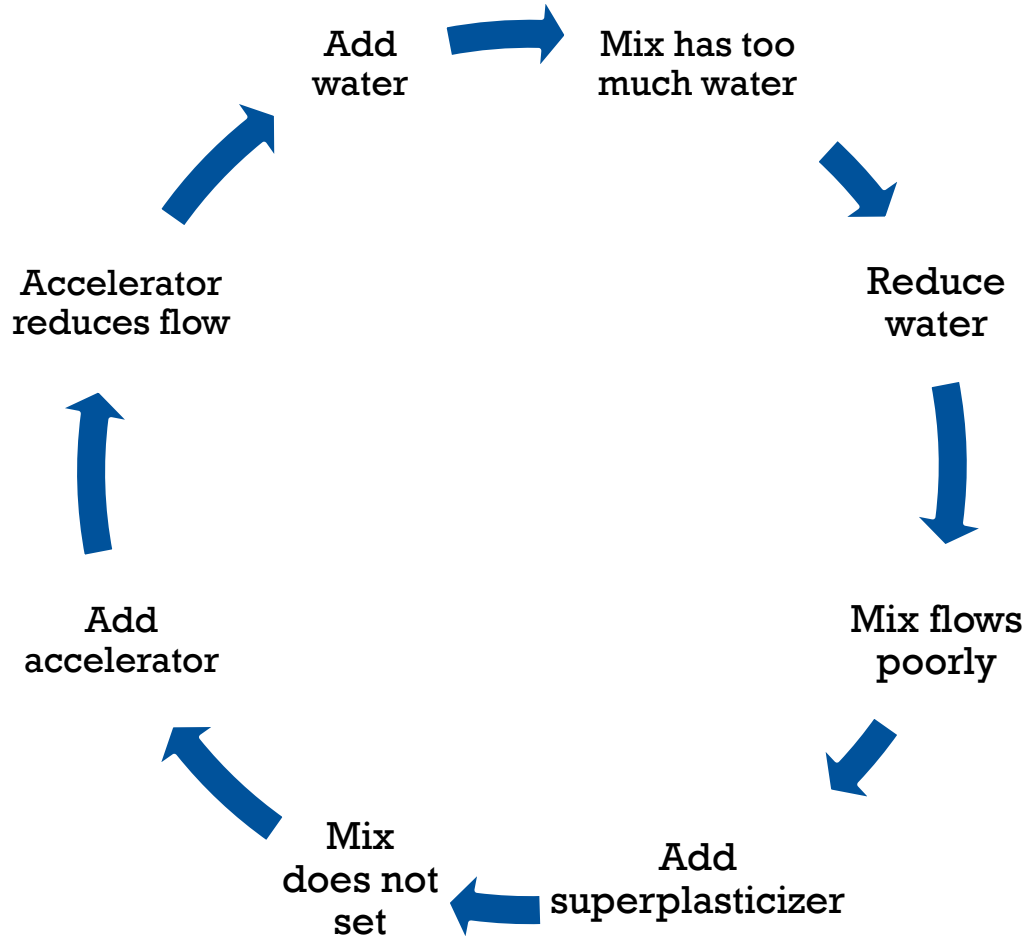 Add
water
Mix has too
much water
Reduce
water
Mix flows
poorly
Add
superplasticizer
Mix
does not
set
Add
accelerator
Accelerator
reduces flow